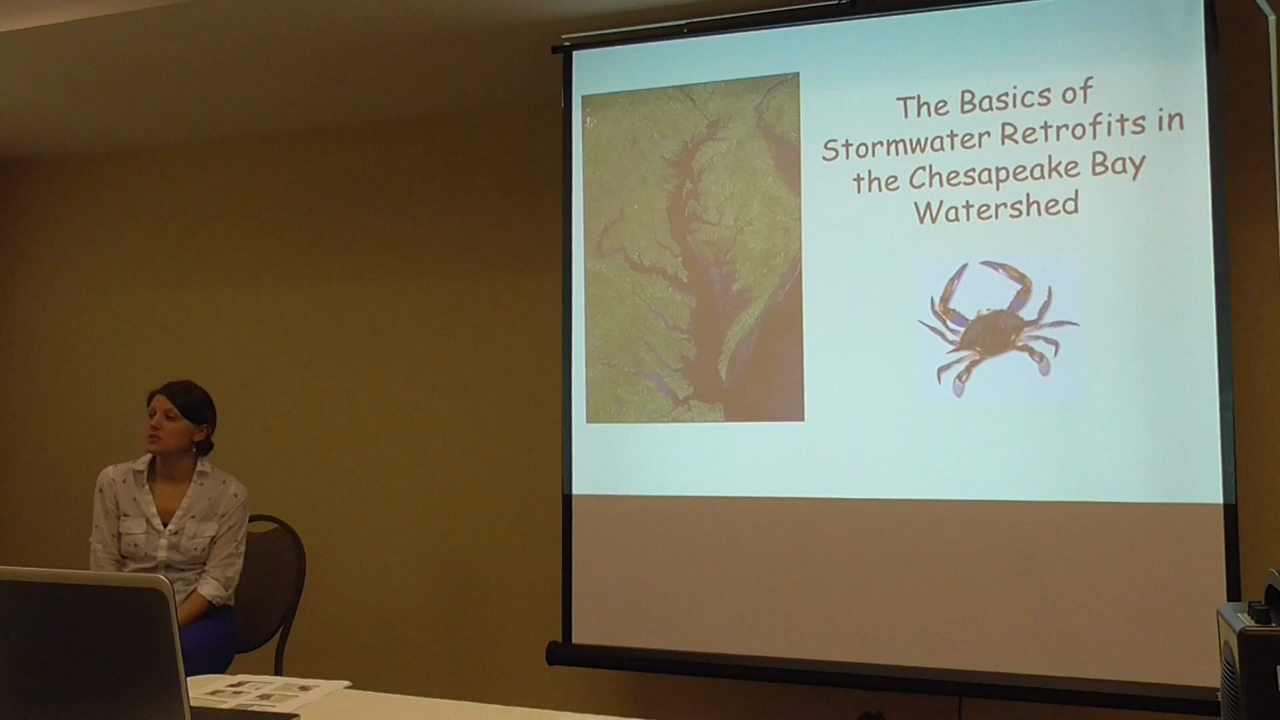 The Basics of
Stormwater Retrofits in
the Chesapeake Bay
Watershed